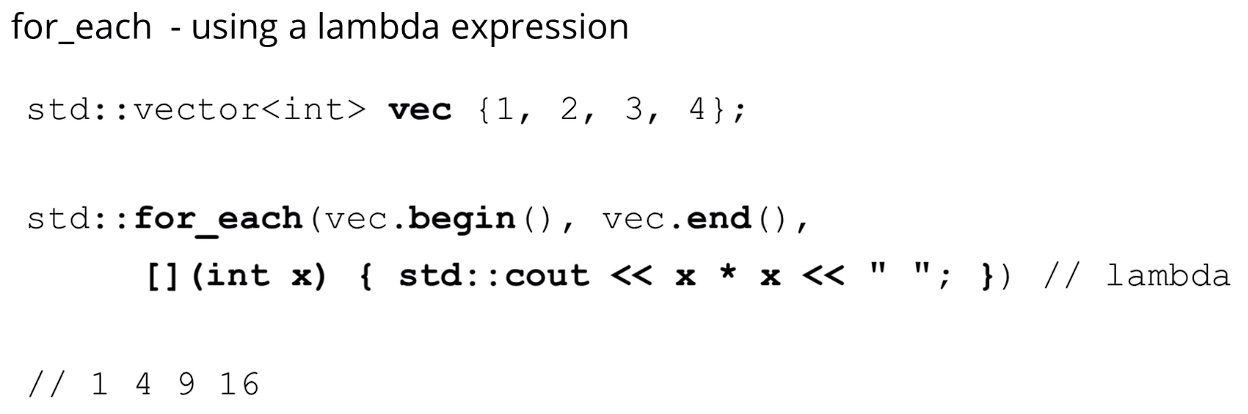 for_each - using a lambda expression
std::vector<int> vec {1, 2, 3, 4};
std::for_each(vec.begin(), vec.end(),
[](int x) { std::cout << x * x << " "; }) // lambda
// 1 4 9 16